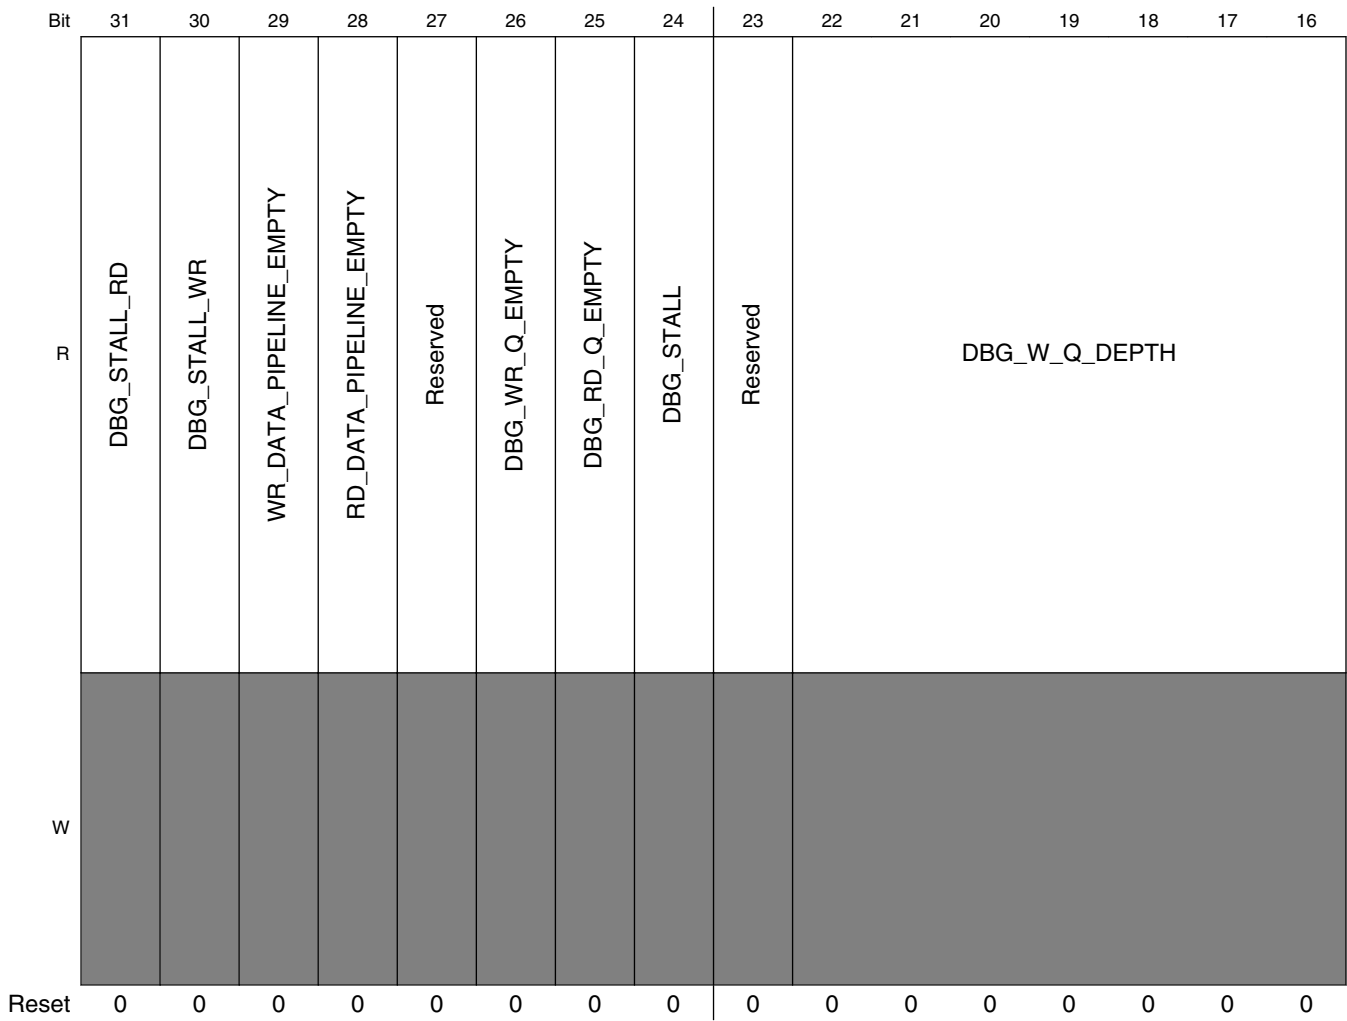 Bit 31 30 29 28 27 26 25 24 23 22 21 20 19 18 17 16
R DBG_STALL_RD DBG_STALL_WR WR_DATA_PIPELINE_EMPTY RD_DATA_PIPELINE_EMPTY Reserved DBG_WR_Q_EMPTY DBG_RD_Q_EMPTY DBG_STALL Reserved DBG_W_Q_DEPTH
W
Reset 0 0 0 0 0 0 0 0 0 0 0 0 0 0 0 0